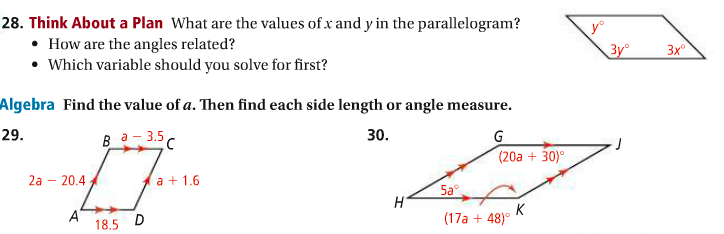 28. Think About a Plan What are the values of x and y in the parallelogram?
• How are the angles related?
• Which variable should you solve for first?
y°
3y°
3x°
Algebra Find the value of a. Then find each side length or angle measure.
29.
B
a − 3.5
C
2a − 20.4
a + 1.6
A
18.5
D
30.
G
J
(20a + 30)°
5a°
H
K
(17a + 48)°